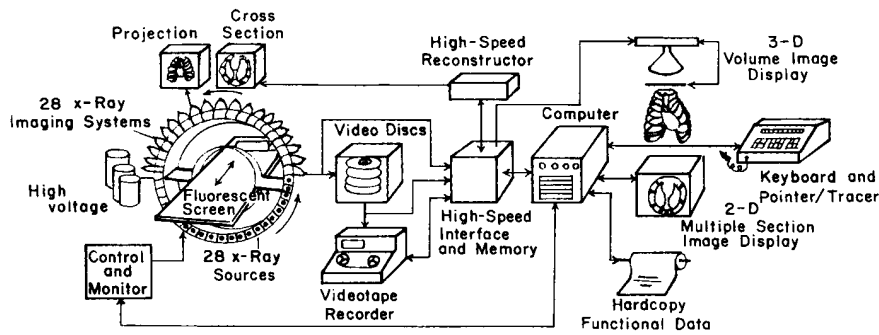 Projection
Cross
Section
28 x-Ray
Imaging Systems
High
voltage
Fluorescent
Screen
28 x-Ray
Sources
Control
and
Monitor
Video Discs
Videotape
Recorder
High-Speed
Reconstructor
High-Speed
Interface
and Memory
Computer
3-D
Volume Image
Display
Keyboard and
Pointer/Tracer
2-D
Multiple Section
Image Display
Hardcopy
Functional Data